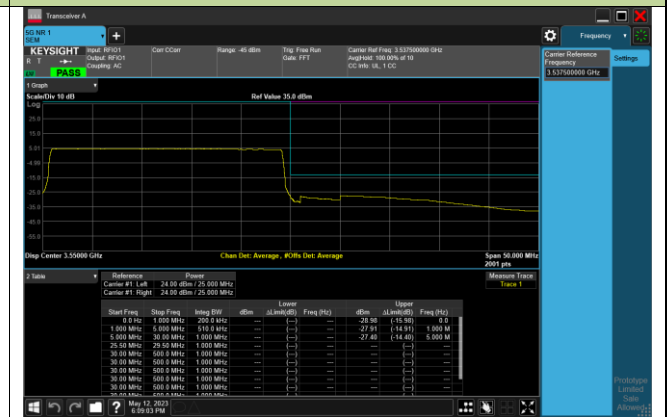 Transceiver A
5G NR 1
SEM
Frequency
KEYSIGHT
R T
PASS
Input: RFIO1
Output: RFIO1
Coupling: AC
Corr CCorr
Range: -45 dBm
Trig: Free Run
Gate: FFT
Carrier Ref Freq: 3.537500000 GHz
Avg|Hold: 100.00% of 10
CC Info: UL, 1 CC
Carrier Reference
Frequency
3.537500000 GHz
Settings
1 Graph
Scale/Div 10 dB
Ref Value 35.0 dBm
Log
25.0
15.0
5.01
-4.99
-15.0
-25.0
-35.0
-45.0
-55.0
Disp Center 3.55000 GHz
Chan Det: Average , #Offs Det: Average
Span 50.000 MHz
2001 pts
2 Table
Reference Power
Carrier #1: Left 24.00 dBm / 25.000 MHz
Carrier #1: Right 24.00 dBm / 25.000 MHz
Measure Trace
Trace 1
Lower Upper
Start Freq Stop Freq Integ BW dBm ΔLimit(dB) Freq (Hz) dBm ΔLimit(dB) Freq (Hz)
0.0 Hz 1.000 MHz 200.0 kHz --- (---) --- -28.98 (-15.98) 0.0
1.000 MHz 5.000 MHz 510.0 kHz --- (---) --- -27.91 (-14.91) 1.000 M
5.000 MHz 30.00 MHz 1.000 MHz --- (---) --- -27.40 (-14.40) 5.000 M
25.50 MHz 29.50 MHz 1.000 MHz --- (---) --- --- (---) ---
30.00 MHz 500.0 MHz 1.000 MHz --- (---) --- --- (---) ---
30.00 MHz 500.0 MHz 1.000 MHz --- (---) --- --- (---) ---
30.00 MHz 500.0 MHz 1.000 MHz --- (---) --- --- (---) ---
30.00 MHz 500.0 MHz 1.000 MHz --- (---) --- --- (---) ---
30.00 MHz 500.0 MHz 1.000 MHz --- (---) --- --- (---) ---
Prototype
Limited
Sale
Allowed
?
May 12, 2023
6:09:03 PM